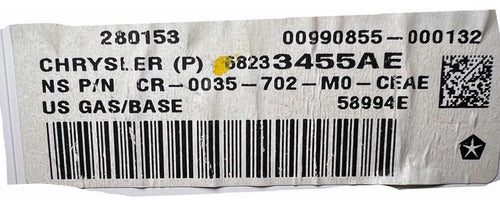 280153 00990855-000132
CHRYSLER (P) 68233455AE
NS P/N CR-0035-702-M0-CEAE
US GAS/BASE 58994E